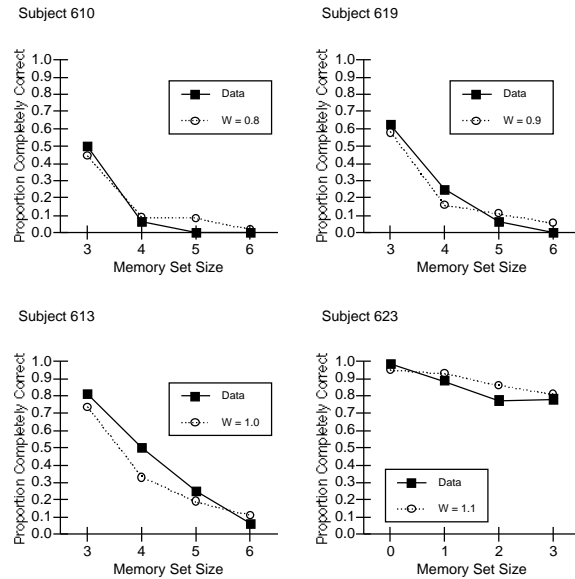 Subject 610
Proportion Completely Correct
1.0
0.9
0.8
0.7
0.6
0.5
0.4
0.3
0.2
0.1
0.0
Data
W = 0.8
3 4 5 6
Memory Set Size
Subject 619
Proportion Completely Correct
1.0
0.9
0.8
0.7
0.6
0.5
0.4
0.3
0.2
0.1
0.0
Data
W = 0.9
3 4 5 6
Memory Set Size
Subject 613
Proportion Completely Correct
1.0
0.9
0.8
0.7
0.6
0.5
0.4
0.3
0.2
0.1
0.0
Data
W = 1.0
3 4 5 6
Memory Set Size
Subject 623
Proportion Completely Correct
1.0
0.9
0.8
0.7
0.6
0.5
0.4
0.3
0.2
0.1
0.0
Data
W = 1.1
0 1 2 3
Memory Set Size